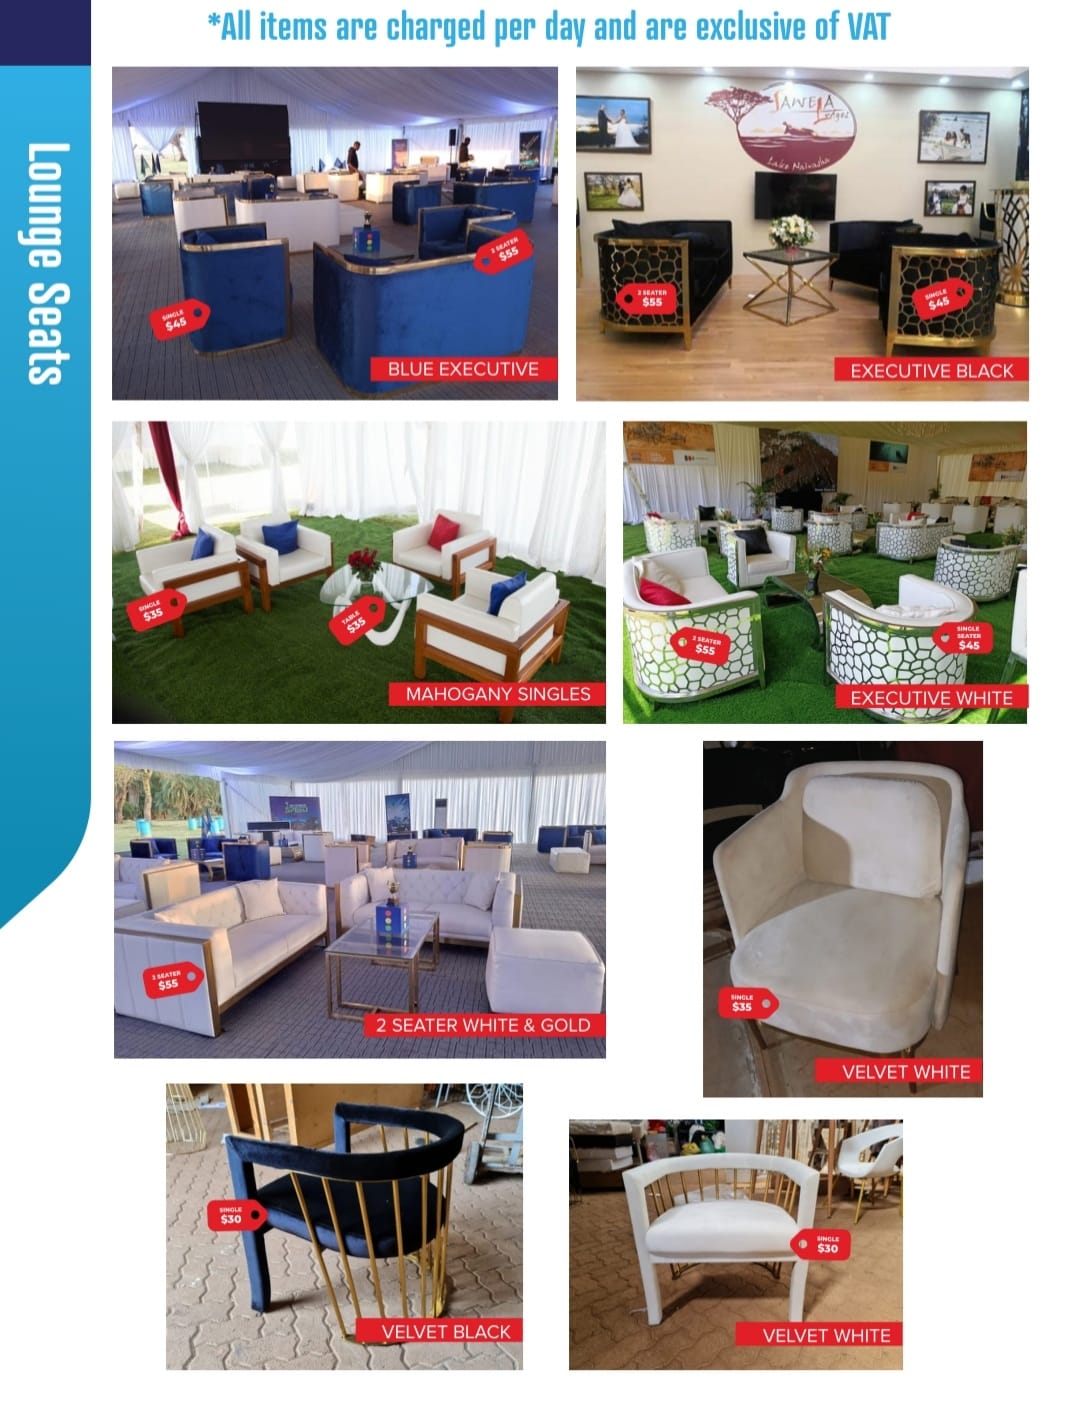 *All items are charged per day and are exclusive of VAT
Lounge Seats
SINGLE
$45
2 SEATER
$55
BLUE EXECUTIVE
SAWELA
Lodges
Lake Naivasha
2 SEATER
$55
SINGLE
$45
EXECUTIVE BLACK
SINGLE
$35
TABLE
$35
MAHOGANY SINGLES
2 SEATER
$55
SINGLE
SEATER
$45
EXECUTIVE WHITE
2 SEATER
$55
2 SEATER WHITE & GOLD
SINGLE
$35
VELVET WHITE
SINGLE
$30
VELVET BLACK
SINGLE
$30
VELVET WHITE